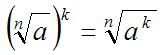 (ⁿ√a)ᵏ = ⁿ√aᵏ